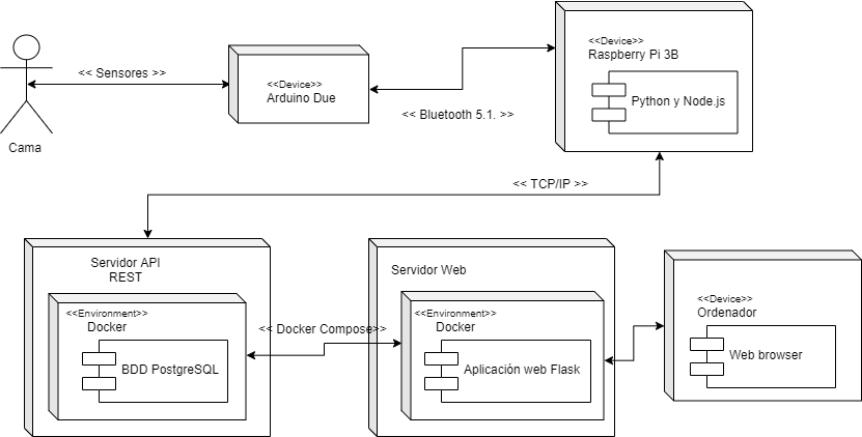 << Sensores >>
Cama
<<Device>>
Arduino Due
<< Bluetooth 5.1. >>
<<Device>>
Raspberry Pi 3B
Python y Node.js
<< TCP/IP >>
Servidor API
REST
<<Environment>>
Docker
BDD PostgreSQL
<< Docker Compose>>
Servidor Web
<<Environment>>
Docker
Aplicación web Flask
<<Device>>
Ordenador
Web browser